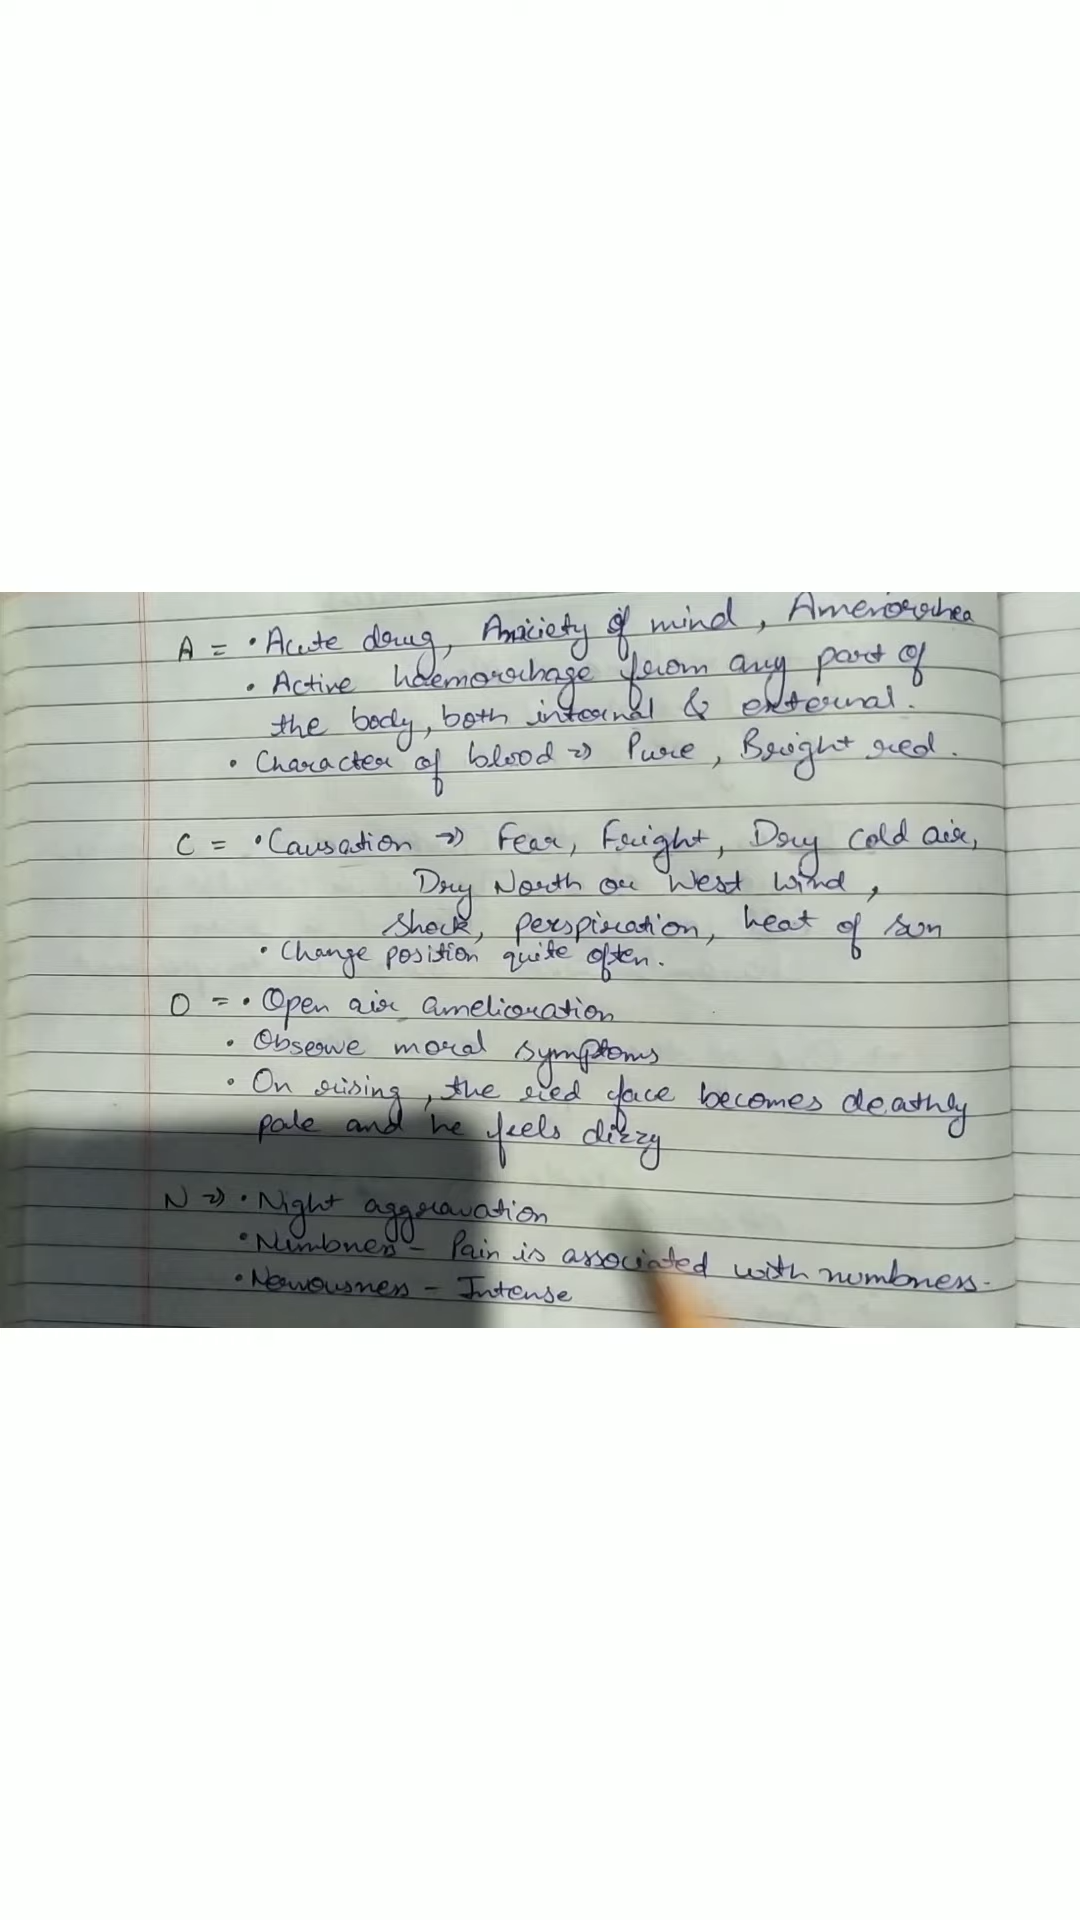 A = • Acute drug, Anxiety of mind, Amenorrhea
• Active haemorrhage from any part of
the body, both internal & external.
• Character of blood ⇒ Pure, Bright red.
C = • Causation ⇒ Fear, Fright, Dry cold air,
Dry North or West wind,
Shock, perspiration, heat of sun
• Change position quite often.
O = • Open air amelioration
• Observe moral symptoms
• On rising, the red face becomes deathly
pale and he feels dizzy
N ⇒ • Night aggravation
• Numbness - Pain is associated with numbness.
• Nervousness - Intense